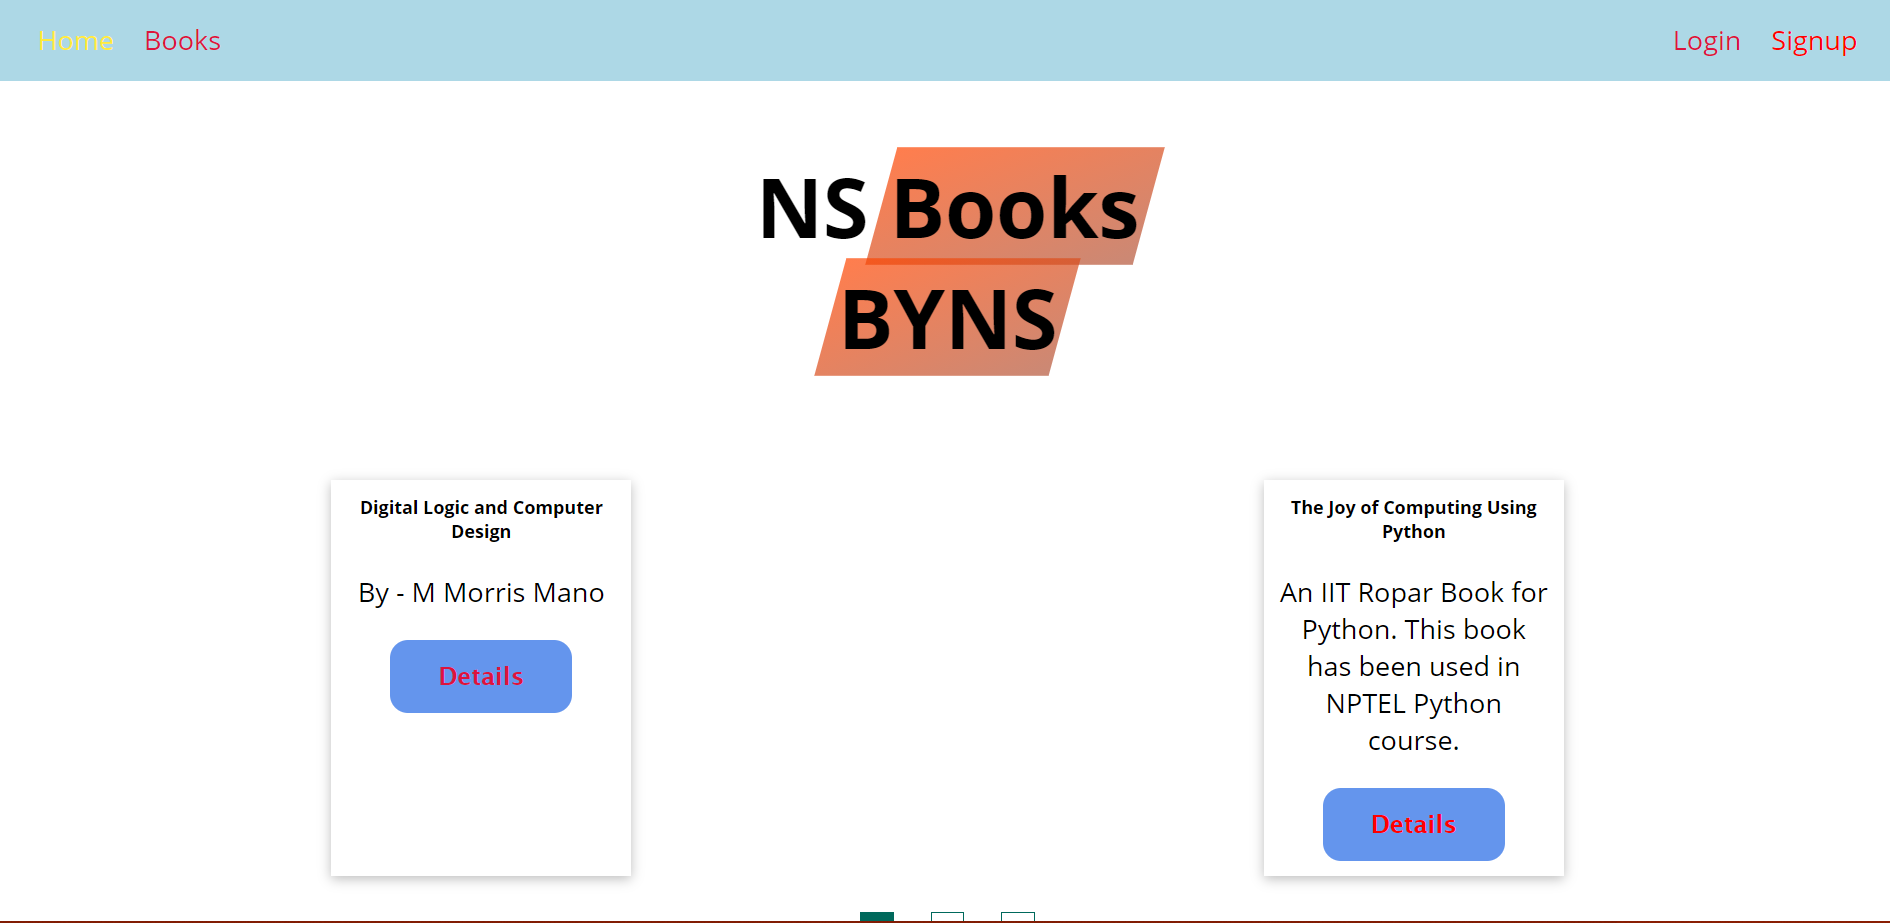 Home Books Login Signup
NS Books
BYNS
Digital Logic and Computer
Design
By - M Morris Mano
Details
The Joy of Computing Using
Python
An IIT Ropar Book for
Python. This book
has been used in
NPTEL Python
course.
Details